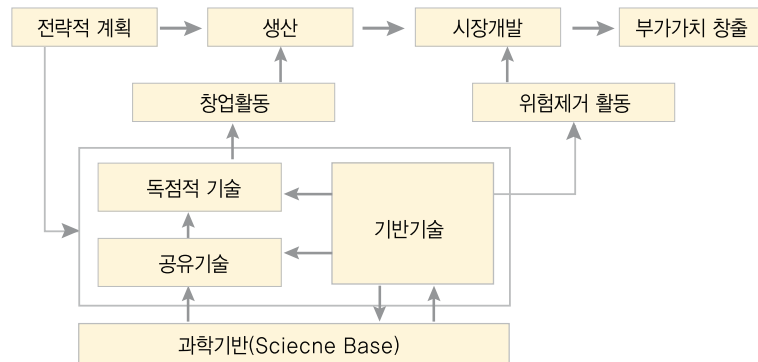 전략적 계획
생산
시장개발
부가가치 창출
창업활동
위험제거 활동
독점적 기술
기반기술
공유기술
과학기반(Sciecne Base)